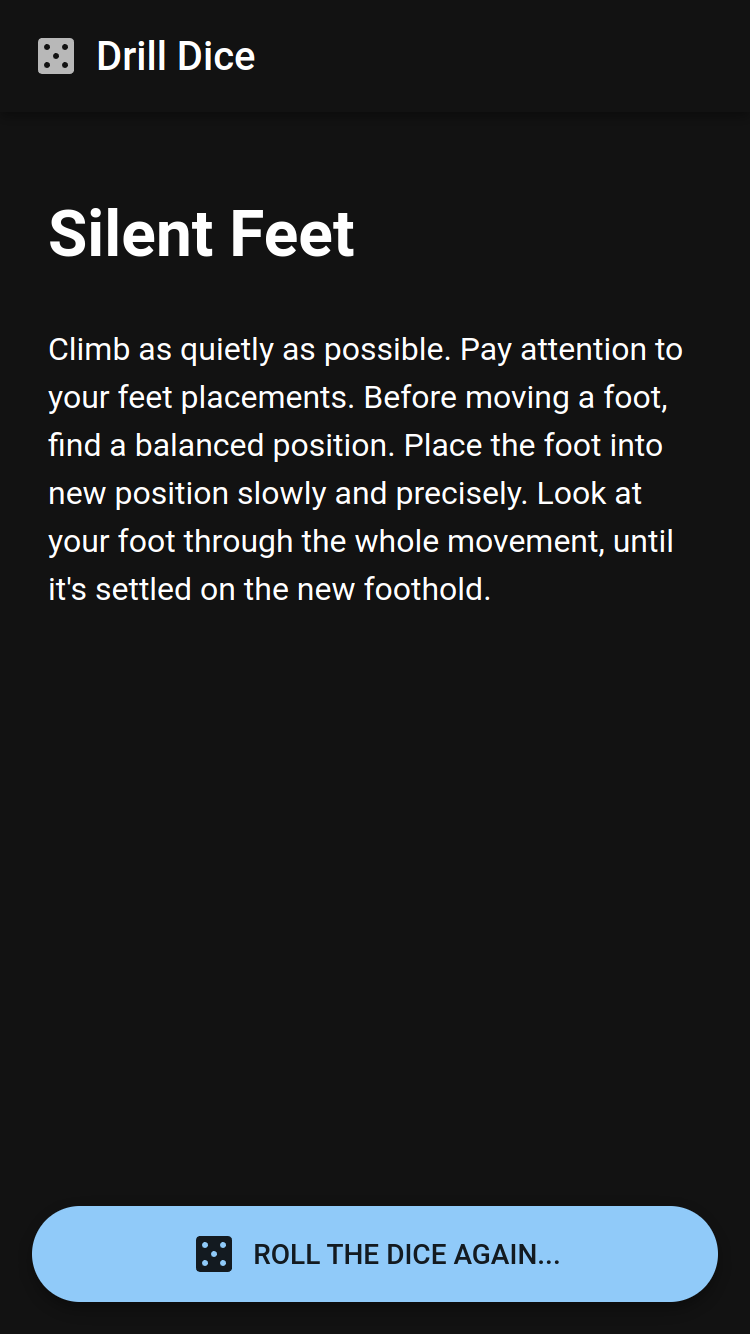 Drill Dice
Silent Feet
Climb as quietly as possible. Pay attention to
your feet placements. Before moving a foot,
find a balanced position. Place the foot into
new position slowly and precisely. Look at
your foot through the whole movement, until
it's settled on the new foothold.
ROLL THE DICE AGAIN...